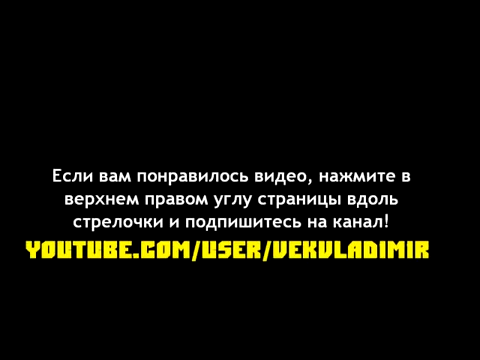 Если вам понравилось видео, нажмите в
верхнем правом углу страницы вдоль
стрелочки и подпишитесь на канал!
YOUTUBE.COM/USER/VEKVLADIMIR